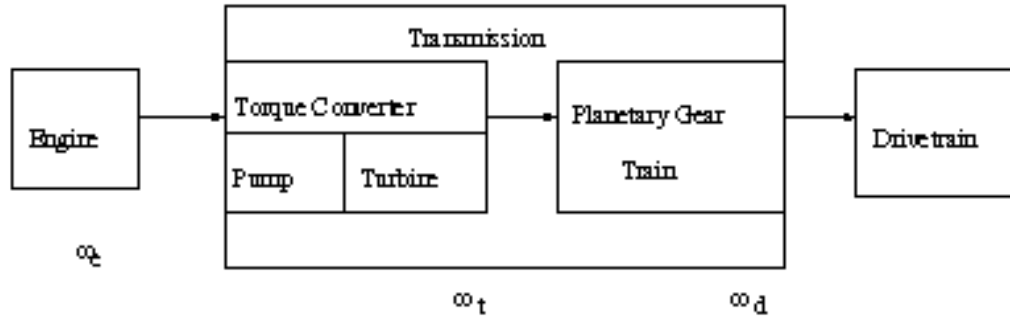 Transmission
Engine
Torque Converter
Pump
Turbine
Planetary Gear
Train
Drivetrain
ωe
ωt
ωd